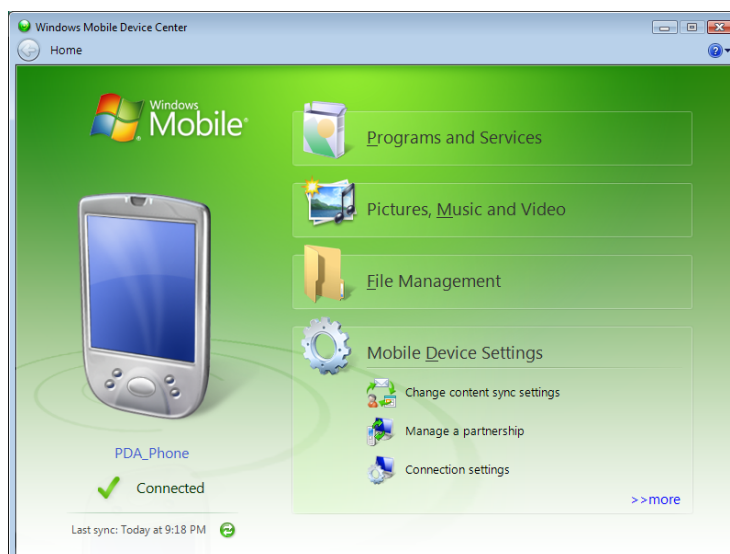 Windows Mobile Device Center
Home
Windows
Mobile®
Programs and Services
Pictures, Music and Video
File Management
Mobile Device Settings
Change content sync settings
Manage a partnership
Connection settings
>>more
PDA_Phone
Connected
Last sync: Today at 9:18 PM